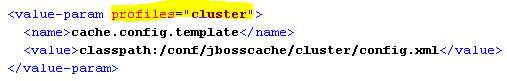 <value-param profiles="cluster">
<name>cache.config.template</name>
<value>classpath:/conf/jbosscache/cluster/config.xml</value>
</value-param>